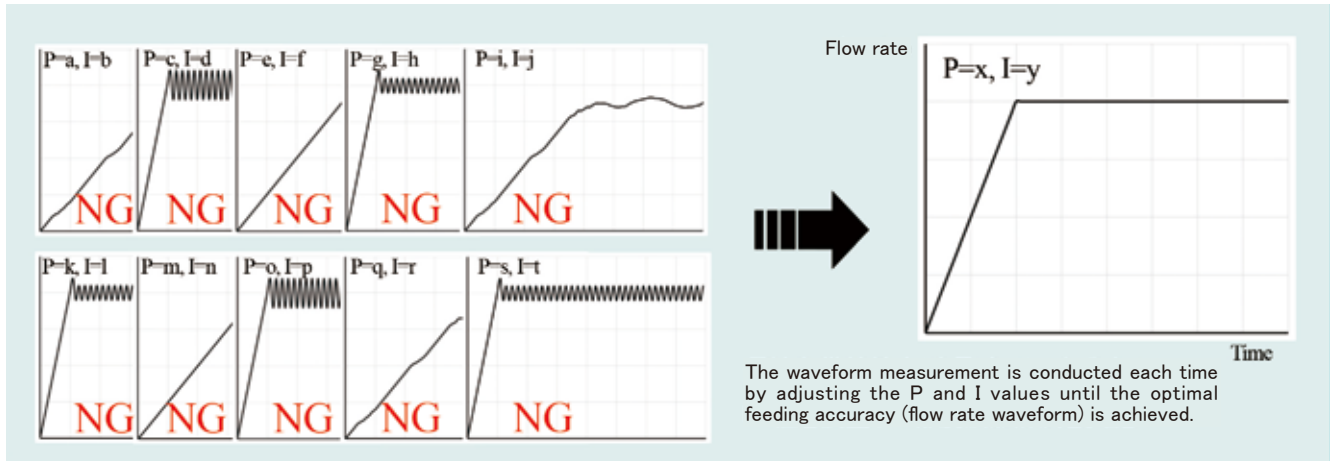 P=a, I=b
P=c, I=d
P=e, I=f
P=g, I=h
P=i, I=j
NG
NG
NG
NG
NG
P=k, I=l
P=m, I=n
P=o, I=p
P=q, I=r
P=s, I=t
NG
NG
NG
NG
NG
Flow rate
P=x, I=y
Time
The waveform measurement is conducted each time
by adjusting the P and I values until the optimal
feeding accuracy (flow rate waveform) is achieved.